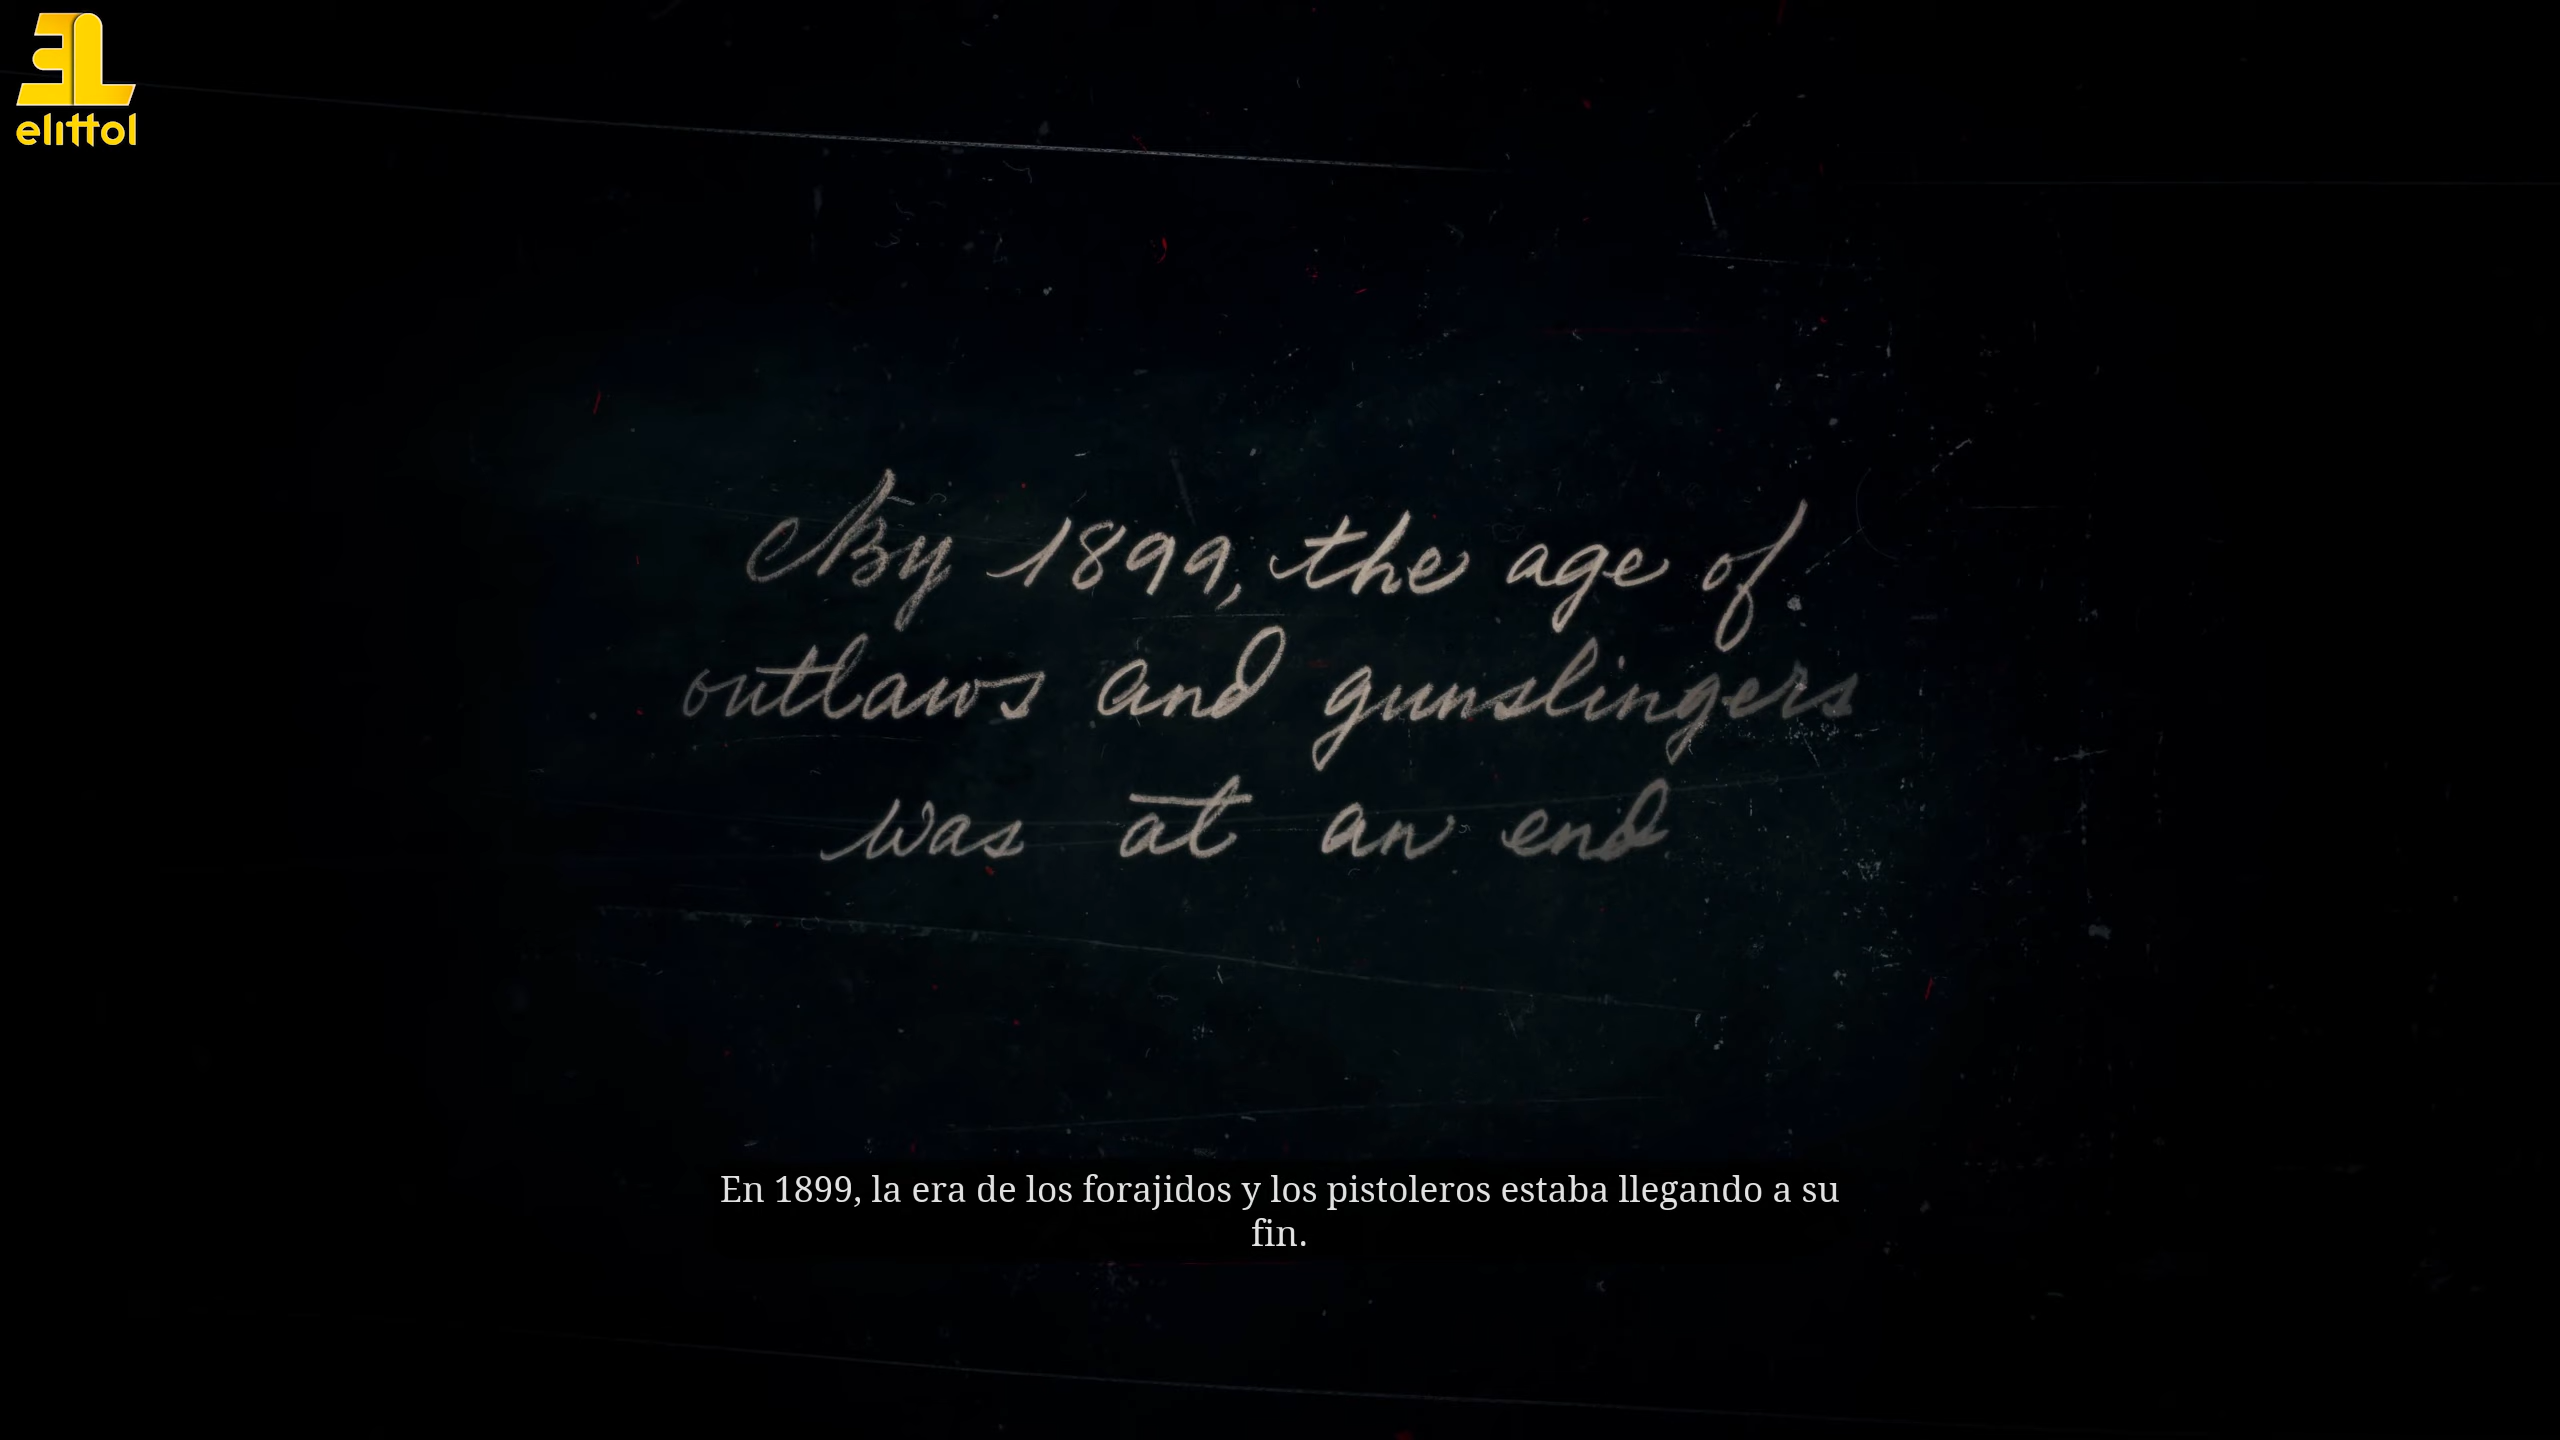 elittol
By 1899, the age of
outlaws and gunslingers
was at an end
En 1899, la era de los forajidos y los pistoleros estaba llegando a su
fin.